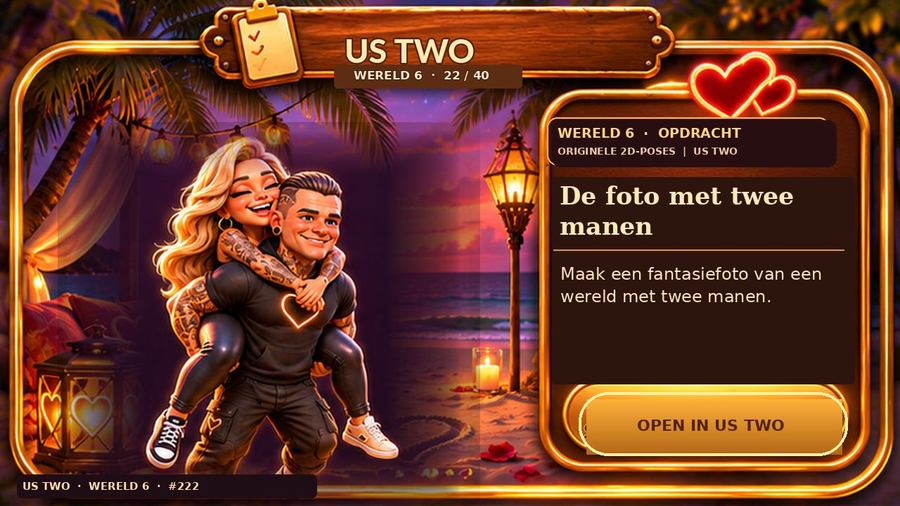 US TWO
WERELD 6 · 22 / 40
WERELD 6 · OPDRACHT
ORIGINELE 2D-POSES | US TWO
De foto met twee
manen
Maak een fantasiefoto van een
wereld met twee manen.
OPEN IN US TWO
US TWO · WERELD 6 · #222